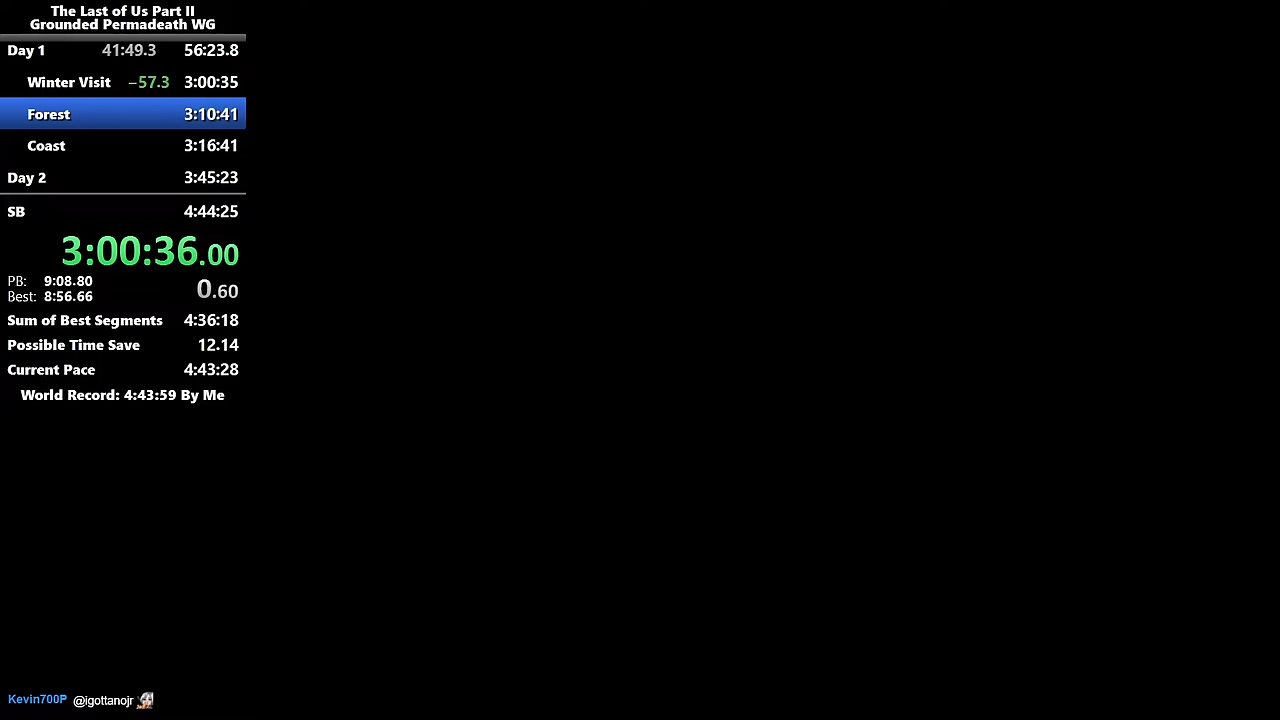 The Last of Us Part II
Grounded Permadeath WG
Day 1 41:49.3 56:23.8
Winter Visit −57.3 3:00:35
Forest 3:10:41
Coast 3:16:41
Day 2 3:45:23
SB 4:44:25
3:00:36.00
PB: 9:08.80 0.60
Best: 8:56.66
Sum of Best Segments 4:36:18
Possible Time Save 12.14
Current Pace 4:43:28
World Record: 4:43:59 By Me
Kevin700P @igottanojr